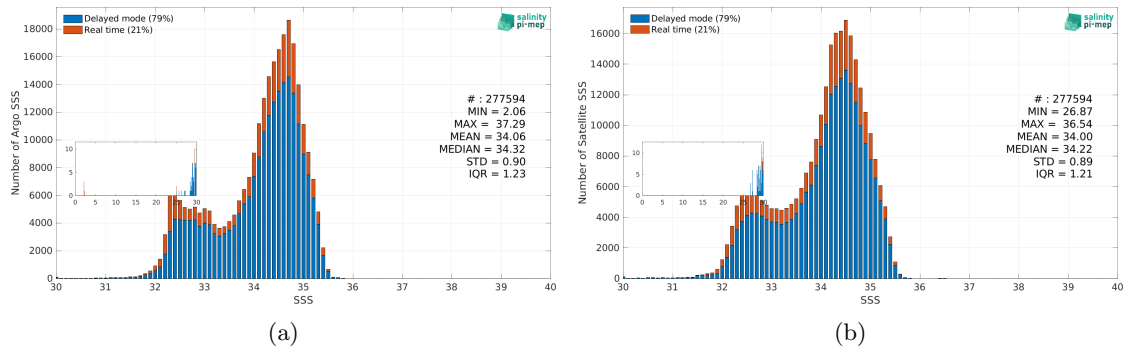 Delayed mode (79%)
Real time (21%)
salinity
pi-mep
Number of Argo SSS
18000
16000
14000
12000
10000
8000
6000
4000
2000
0
# : 277594
MIN = 2.06
MAX = 37.29
MEAN = 34.06
MEDIAN = 34.32
STD = 0.90
IQR = 1.23
10
5
0
0 5 10 15 20 25 30
30 31 32 33 34 35 36 37 38 39 40
SSS
(a)
Delayed mode (79%)
Real time (21%)
salinity
pi-mep
Number of Satellite SSS
16000
14000
12000
10000
8000
6000
4000
2000
0
# : 277594
MIN = 26.87
MAX = 36.54
MEAN = 34.00
MEDIAN = 34.22
STD = 0.89
IQR = 1.21
10
5
0
0 5 10 15 20 25 30
30 31 32 33 34 35 36 37 38 39 40
SSS
(b)